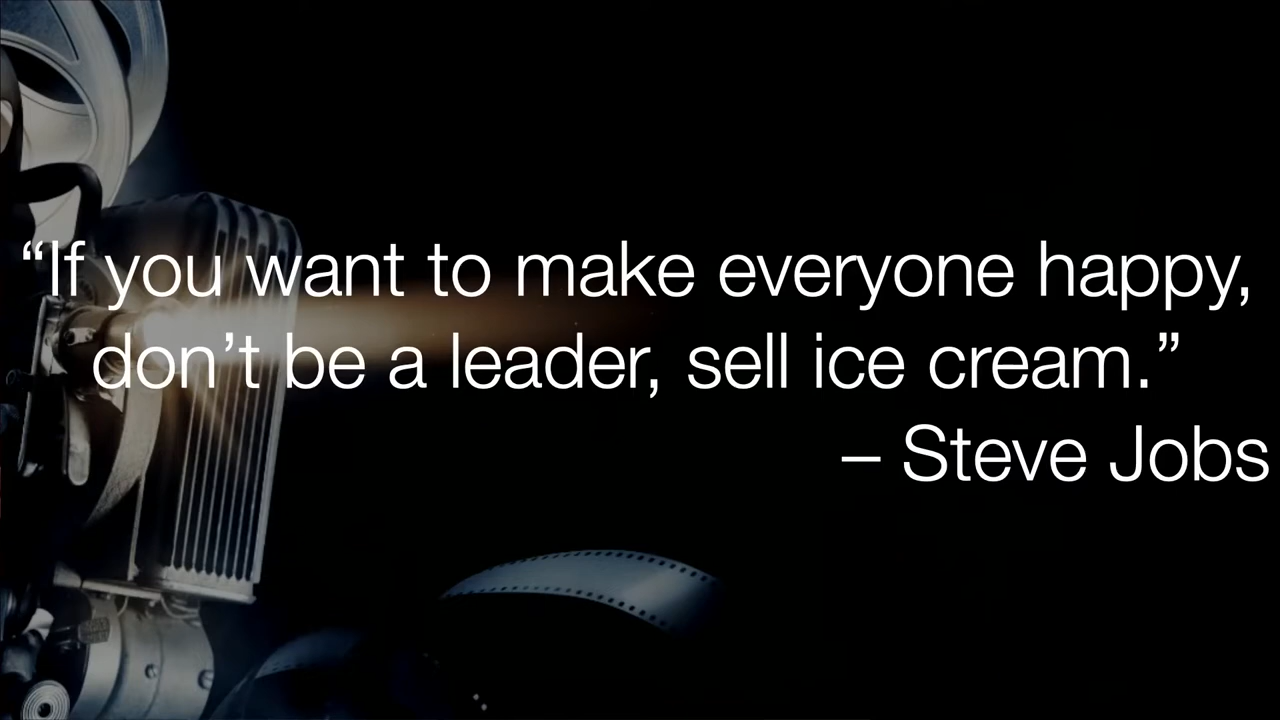 “If you want to make everyone happy,
don’t be a leader, sell ice cream.”
– Steve Jobs